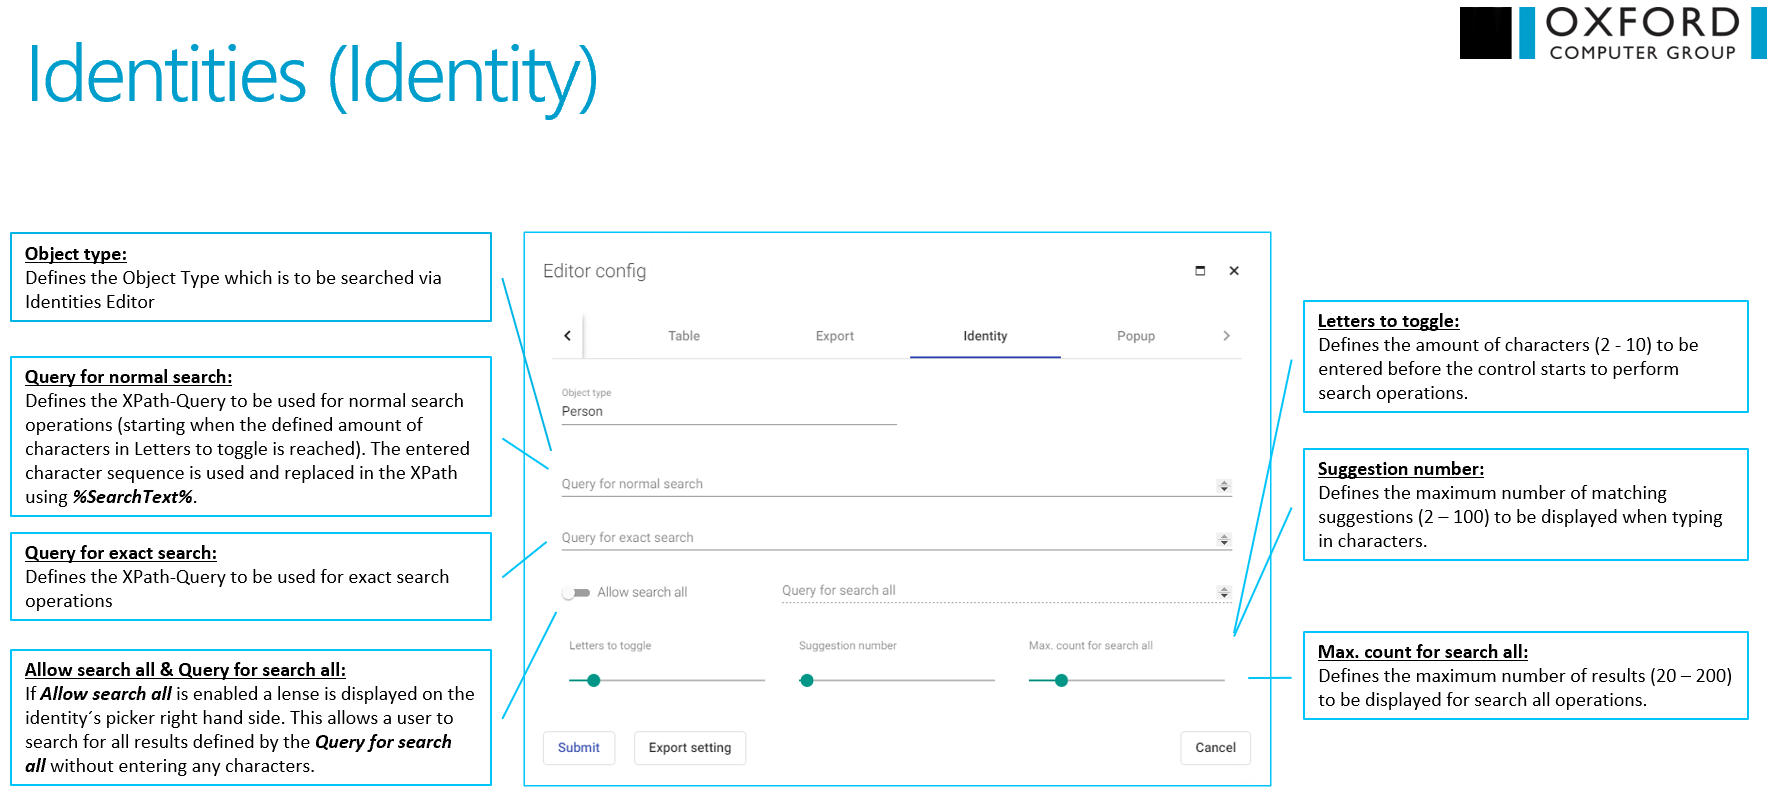 OXFORD
COMPUTER GROUP
Identities (Identity)
Object type:
Defines the Object Type which is to be searched via
Identities Editor
Query for normal search:
Defines the XPath-Query to be used for normal search
operations (starting when the defined amount of
characters in Letters to toggle is reached). The entered
character sequence is used and replaced in the XPath
using %SearchText%.
Query for exact search:
Defines the XPath-Query to be used for exact search
operations
Allow search all & Query for search all:
If Allow search all is enabled a lense is displayed on the
identity´s picker right hand side. This allows a user to
search for all results defined by the Query for search
all without entering any characters.
Editor config
Table Export Identity Popup
Object type
Person
Query for normal search
Query for exact search
Allow search all Query for search all
Letters to toggle Suggestion number Max. count for search all
Submit Export setting Cancel
Letters to toggle:
Defines the amount of characters (2 - 10) to be
entered before the control starts to perform
search operations.
Suggestion number:
Defines the maximum number of matching
suggestions (2 – 100) to be displayed when typing
in characters.
Max. count for search all:
Defines the maximum number of results (20 – 200)
to be displayed for search all operations.